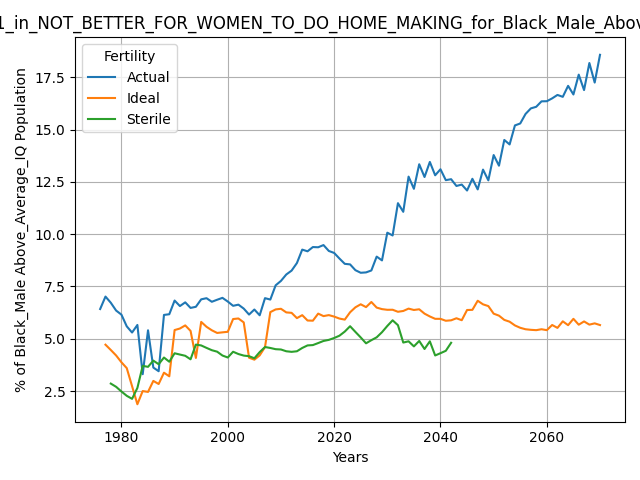 1_in_NOT_BETTER_FOR_WOMEN_TO_DO_HOME_MAKING_for_Black_Male_Above
Fertility
Actual
Ideal
Sterile
% of Black_Male Above_Average_IQ Population
17.5
15.0
12.5
10.0
7.5
5.0
2.5
1980 2000 2020 2040 2060
Years